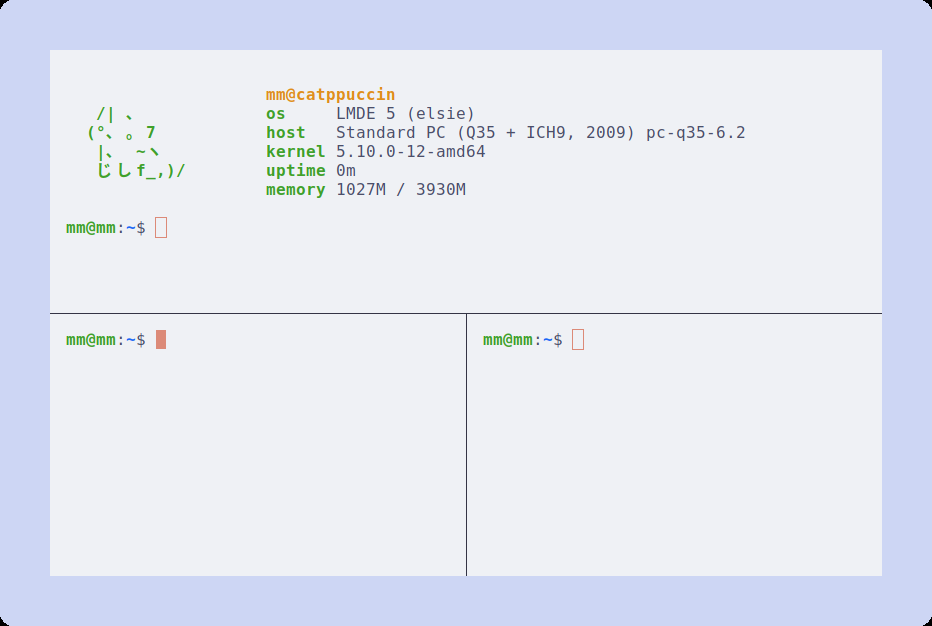 mm@catppuccin
/| 、
os LMDE 5 (elsie)
(°、 。 7
host Standard PC (Q35 + ICH9, 2009) pc-q35-6.2
|、 ~ヽ
kernel 5.10.0-12-amd64
じしf_,)/
uptime 0m
memory 1027M / 3930M
mm@mm:~$
mm@mm:~$
mm@mm:~$